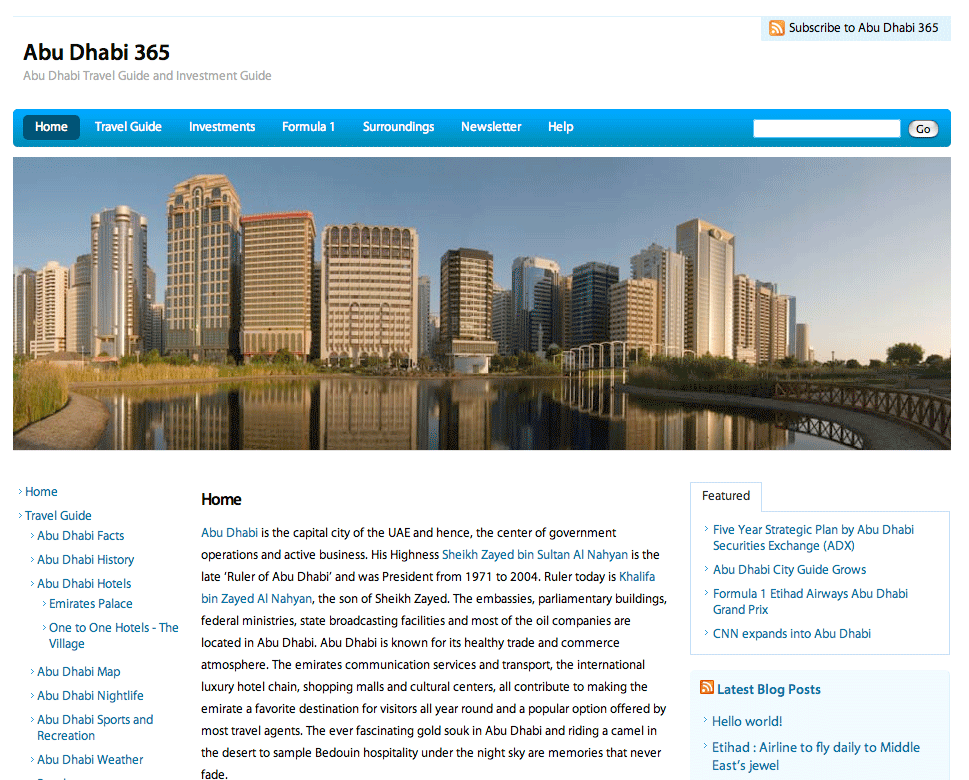 Subscribe to Abu Dhabi 365
Abu Dhabi 365
Abu Dhabi Travel Guide and Investment Guide
Home Travel Guide Investments Formula 1 Surroundings Newsletter Help Go
Home
Travel Guide
Abu Dhabi Facts
Abu Dhabi History
Abu Dhabi Hotels
Emirates Palace
One to One Hotels - The
Village
Abu Dhabi Map
Abu Dhabi Nightlife
Abu Dhabi Sports and
Recreation
Abu Dhabi Weather
Home
Abu Dhabi is the capital city of the UAE and hence, the center of government
operations and active business. His Highness Sheikh Zayed bin Sultan Al Nahyan is the
late ‘Ruler of Abu Dhabi’ and was President from 1971 to 2004. Ruler today is Khalifa
bin Zayed Al Nahyan, the son of Sheikh Zayed. The embassies, parliamentary buildings,
federal ministries, state broadcasting facilities and most of the oil companies are
located in Abu Dhabi. Abu Dhabi is known for its healthy trade and commerce
atmosphere. The emirates communication services and transport, the international
luxury hotel chain, shopping malls and cultural centers, all contribute to making the
emirate a favorite destination for visitors all year round and a popular option offered by
most travel agents. The ever fascinating gold souk in Abu Dhabi and riding a camel in
the desert to sample Bedouin hospitality under the night sky are memories that never
fade.
Featured
Five Year Strategic Plan by Abu Dhabi
Securities Exchange (ADX)
Abu Dhabi City Guide Grows
Formula 1 Etihad Airways Abu Dhabi
Grand Prix
CNN expands into Abu Dhabi
Latest Blog Posts
Hello world!
Etihad : Airline to fly daily to Middle
East’s jewel